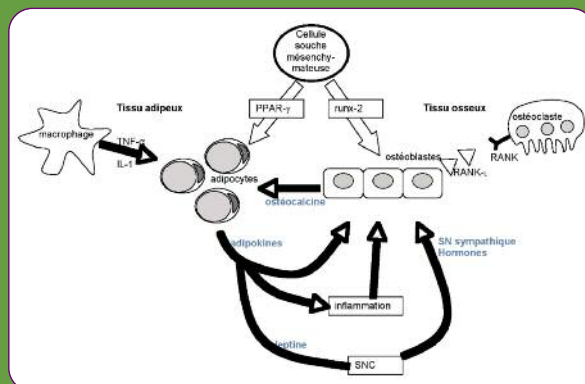 Cellule
souche
mésenchy-
mateuse
Tissu adipeux
PPAR-γ
runx-2
Tissu osseux
ostéoclaste
macrophage
TNF-α
IL-1
RANK
ostéoblastes
RANK-L
adipocytes
ostéocalcine
adipokines
SN sympathique
Hormones
inflammation
leptine
SNC